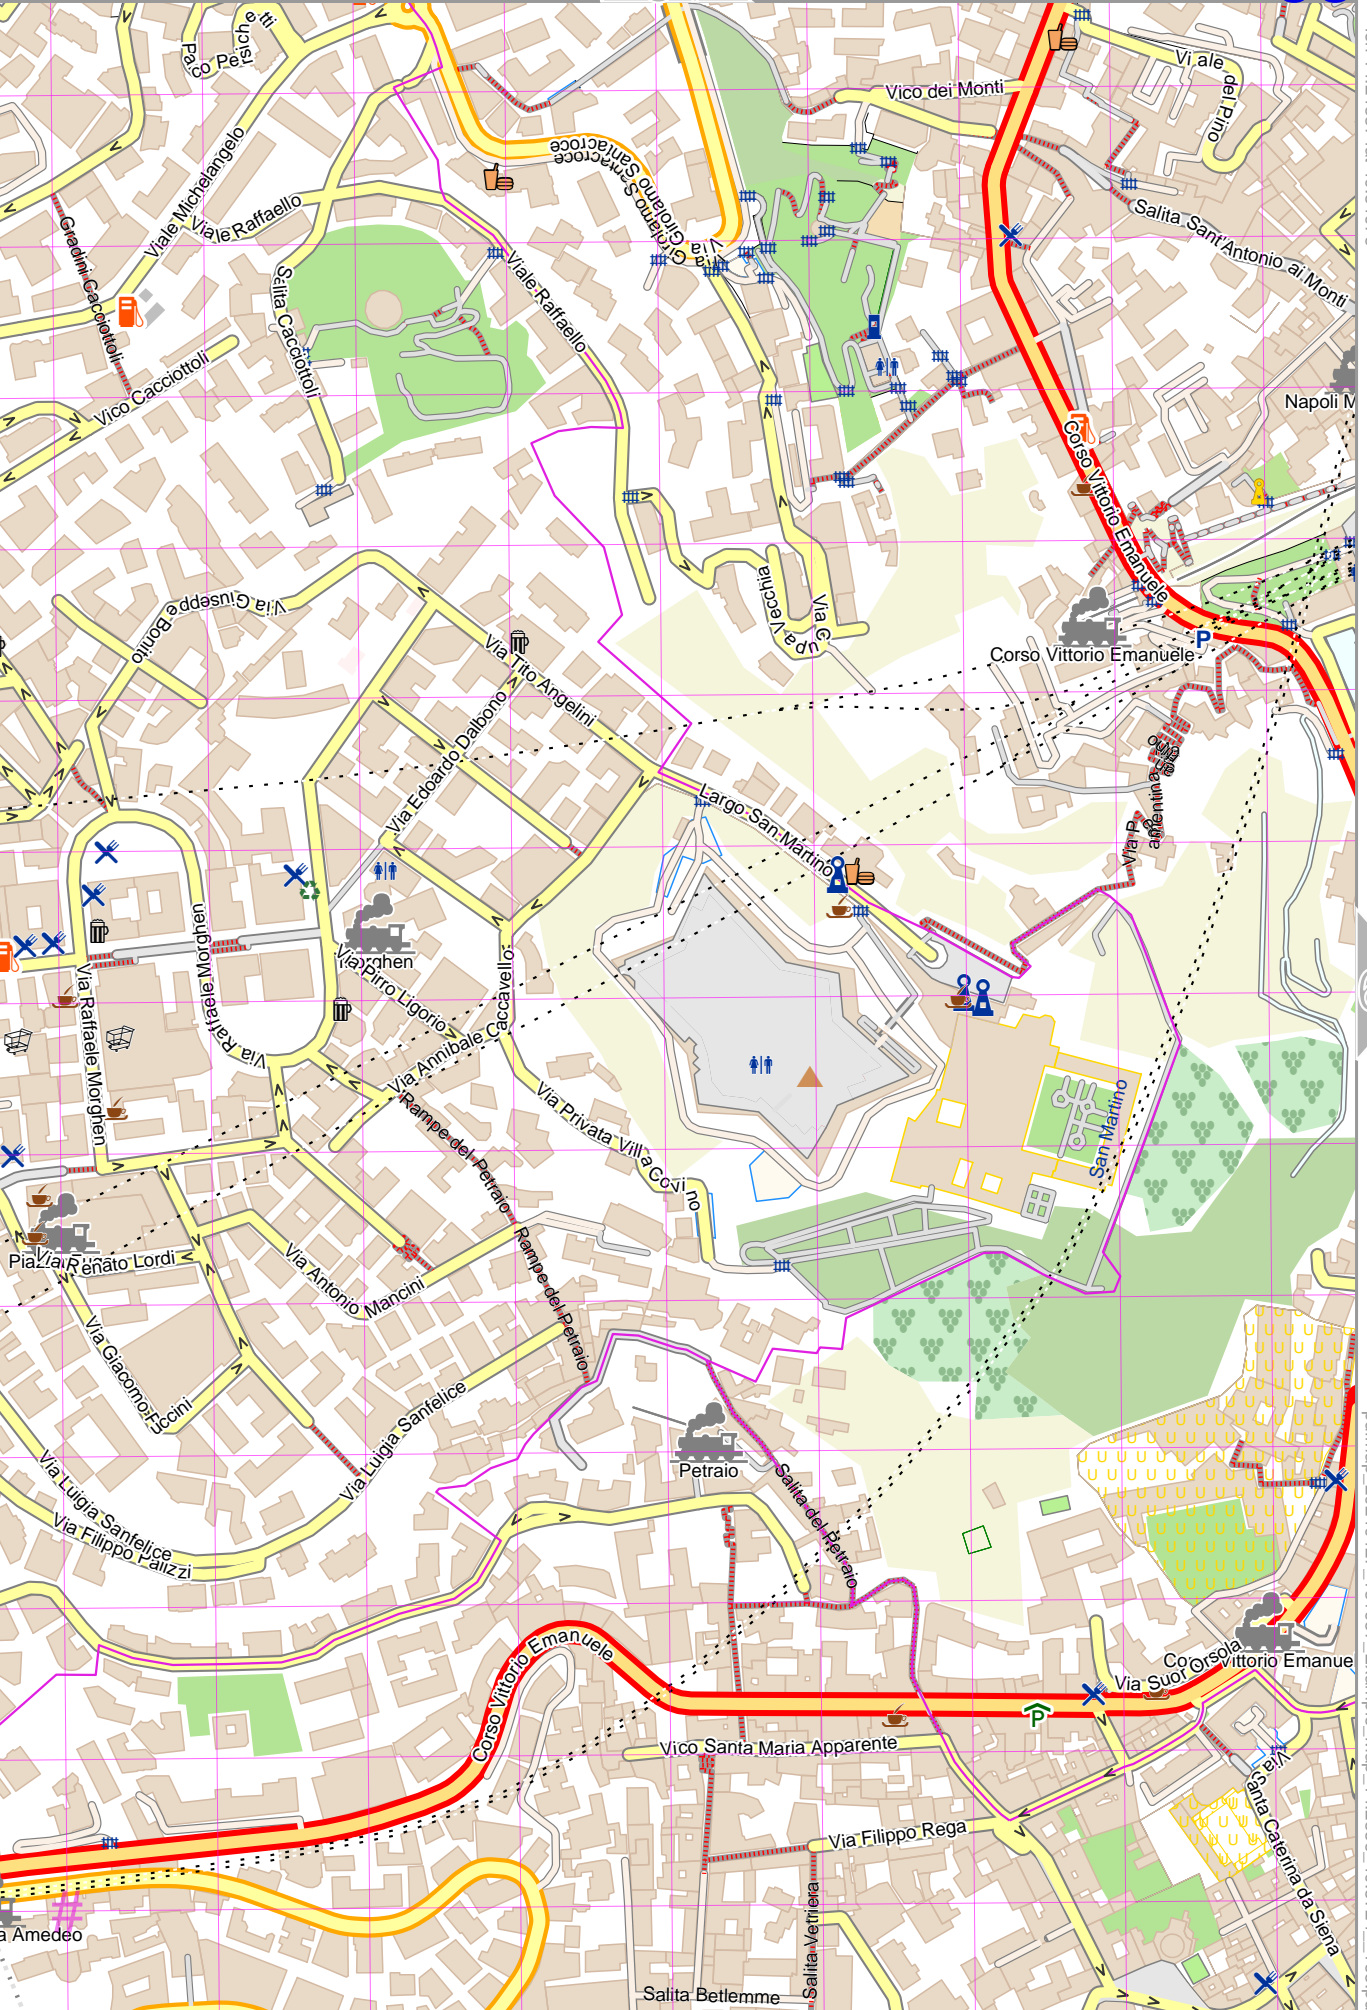 Parco Peisichetti
Viale del Pino
Vico dei Monti
Viale Michelangelo
Viale Raffaello
Salita Sant'Antonio ai Monti
Gradini Cacciottoli
Salita Cacciottoli
Viale Raffaello
Vico Cacciottoli
Napoli M
Corso Vittorio Emanuele
Via Giuseppe Bonito
Via Cupa Vecchia
Via Tito Angelini
Corso Vittorio Emanuele
Via Edoardo Dalbono
Largo San Martino
Morghen
Via Raffaele Morghen
Via Raffaele Morghen
Via Pirro Ligorio
Via Annibale Caccavello
Rampe del Petraio
Via Privata Villa Covino
San Martino
Via Renato Lordi
Via Antonio Mancini
Rampe del Petraio
Via Giacomo Puccini
Via Luigia Sanfelice
Petraio
Salita del Petraio
Via Luigia Sanfelice
Via Filippo Palizzi
P
Corso Vittorio Emanuele
Via Suor Orsola
Vittorio Emanue
P
Vico Santa Maria Apparente
Via Santa Caterina da Siena
Via Filippo Rega
Salita Vetriera
a Amedeo
Salita Betlemme